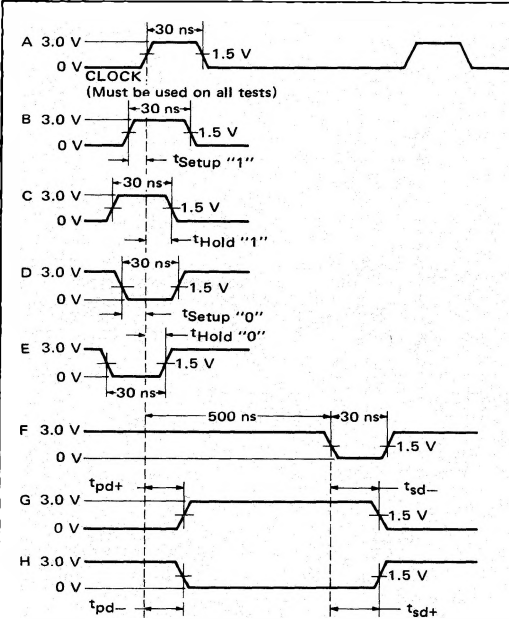 30 ns
A 3.0 V
1.5 V
0 V
CLOCK
(Must be used on all tests)
30 ns
B 3.0 V
1.5 V
0 V
tSetup "1"
30 ns
C 3.0 V
1.5 V
0 V
tHold "1"
30 ns
D 3.0 V
1.5 V
0 V
tSetup "0"
tHold "0"
E 3.0 V
1.5 V
0 V
30 ns
500 ns 30 ns
F 3.0 V
1.5 V
0 V
tpd+ tsd–
G 3.0 V
1.5 V
0 V
H 3.0 V
1.5 V
0 V
tpd– tsd+